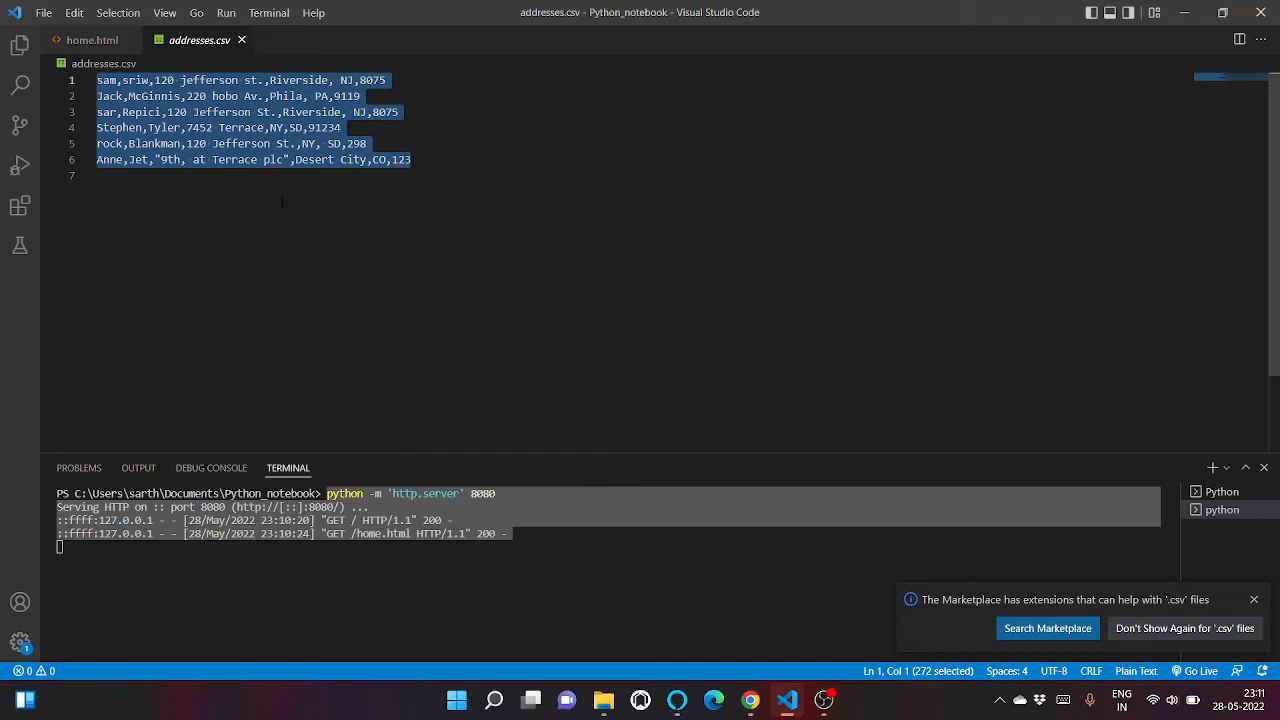 File Edit Selection View Go Run Terminal Help addresses.csv - Python_notebook - Visual Studio Code
home.html addresses.csv
addresses.csv
1 sam,sriw,120 jefferson st.,Riverside, NJ,8075
2 Jack,McGinnis,220 hobo Av.,Phila, PA,9119
3 sar,Repici,120 Jefferson St.,Riverside, NJ,8075
4 Stephen,Tyler,7452 Terrace,NY,SD,91234
5 rock,Blankman,120 Jefferson St.,NY, SD,298
6 Anne,Jet,"9th, at Terrace plc",Desert City,CO,123
7
PROBLEMS OUTPUT DEBUG CONSOLE TERMINAL
PS C:\Users\sarth\Documents\Python_notebook> python -m 'http.server' 8080
Serving HTTP on :: port 8080 (http://[::]:8080/) ...
::ffff:127.0.0.1 - - [28/May/2022 23:10:20] "GET / HTTP/1.1" 200 -
::ffff:127.0.0.1 - - [28/May/2022 23:10:24] "GET /home.html HTTP/1.1" 200 -
Python
python
The Marketplace has extensions that can help with '.csv' files
Search Marketplace Don't Show Again for '.csv' files
0 0 Ln 1, Col 1 (272 selected) Spaces: 4 UTF-8 CRLF Plain Text Go Live
1
ENG 23:11
IN 28-05-2022